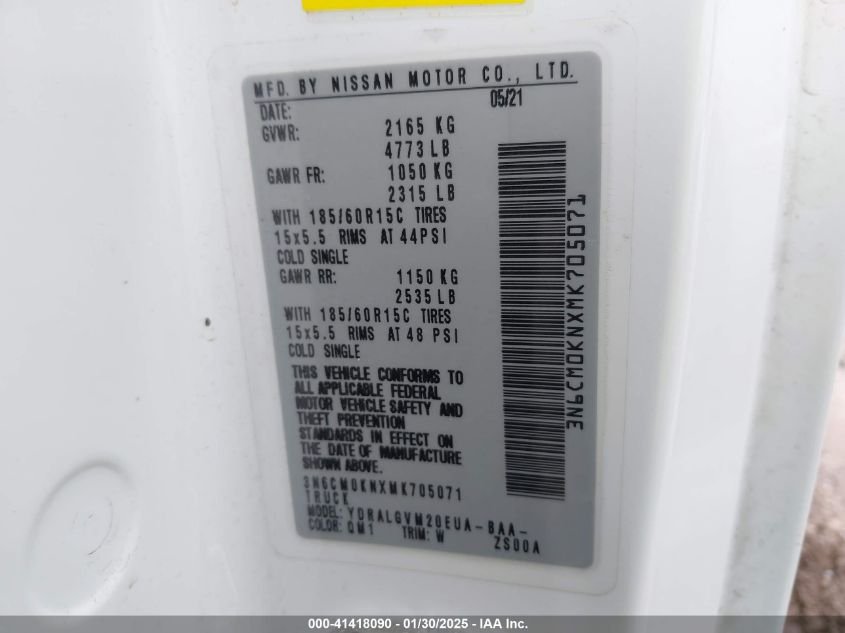 MFD. BY NISSAN MOTOR CO., LTD.
DATE: 05/21
GVWR: 2165 KG
4773 LB
GAWR FR: 1050 KG
2315 LB
WITH 185/60R15C TIRES
15x5.5 RIMS AT 44PSI
COLD SINGLE
GAWR RR: 1150 KG
2535 LB
WITH 185/60R15C TIRES
15x5.5 RIMS AT 48 PSI
COLD SINGLE
THIS VEHICLE CONFORMS TO
ALL APPLICABLE FEDERAL
MOTOR VEHICLE SAFETY AND
THEFT PREVENTION
STANDARDS IN EFFECT ON
THE DATE OF MANUFACTURE
SHOWN ABOVE.
3N6CM0KNXMK705071
TRUCK
MODEL: YDRALGVM20EUA-BAA-
COLOR: QM1 TRIM: W ZS00A
3N6CM0KNXMK705071
000-41418090 - 01/30/2025 - IAA Inc.